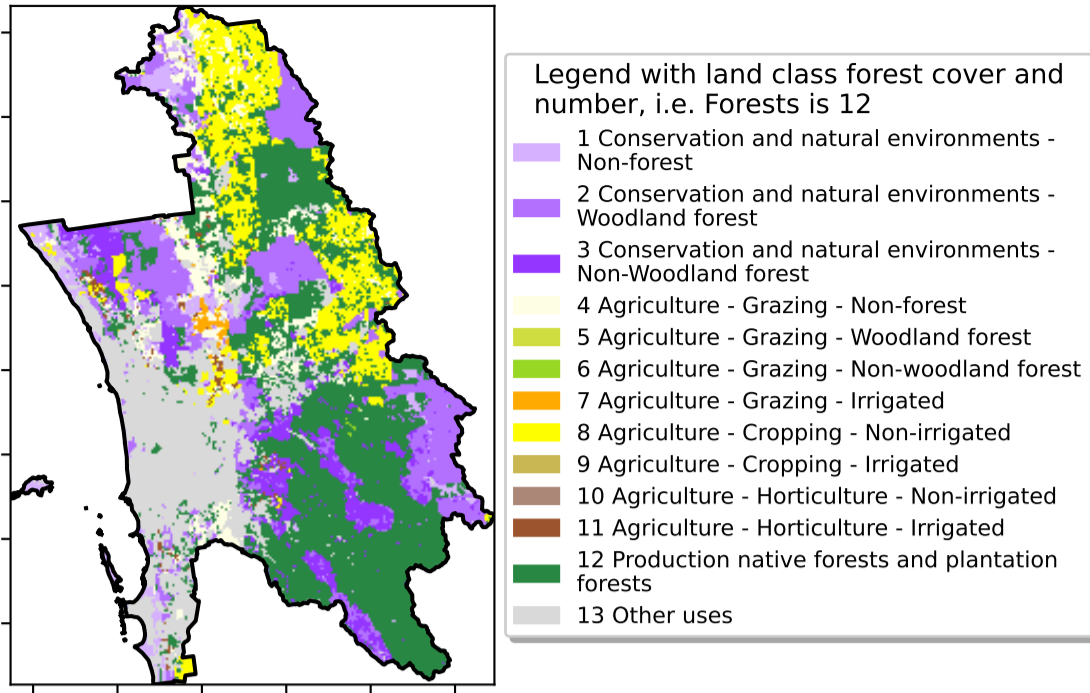 Legend with land class forest cover and
number, i.e. Forests is 12
1 Conservation and natural environments -
Non-forest
2 Conservation and natural environments -
Woodland forest
3 Conservation and natural environments -
Non-Woodland forest
4 Agriculture - Grazing - Non-forest
5 Agriculture - Grazing - Woodland forest
6 Agriculture - Grazing - Non-woodland forest
7 Agriculture - Grazing - Irrigated
8 Agriculture - Cropping - Non-irrigated
9 Agriculture - Cropping - Irrigated
10 Agriculture - Horticulture - Non-irrigated
11 Agriculture - Horticulture - Irrigated
12 Production native forests and plantation
forests
13 Other uses